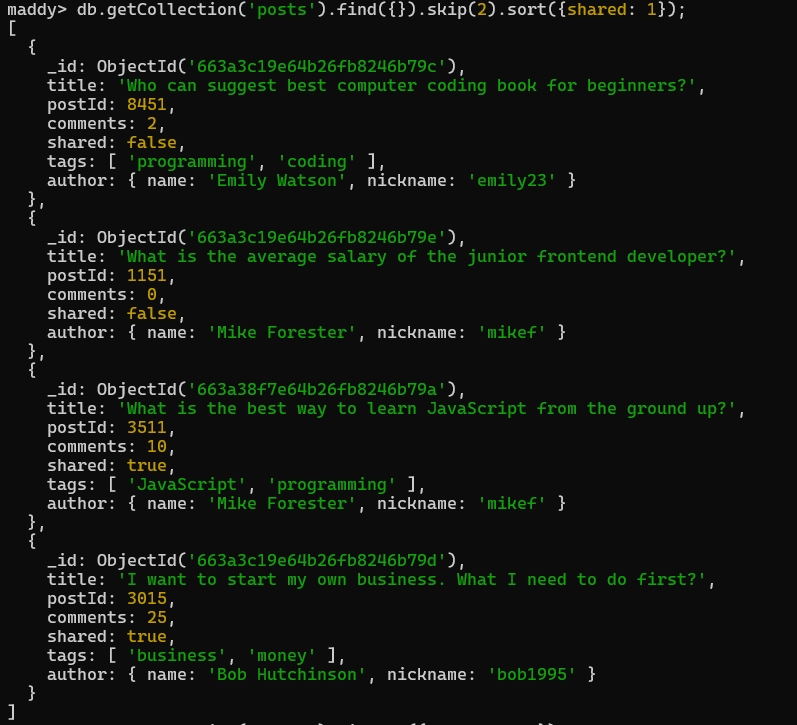 maddy> db.getCollection('posts').find({}).skip(2).sort({shared: 1});
[
  {
    _id: ObjectId('663a3c19e64b26fb8246b79c'),
    title: 'Who can suggest best computer coding book for beginners?',
    postId: 8451,
    comments: 2,
    shared: false,
    tags: [ 'programming', 'coding' ],
    author: { name: 'Emily Watson', nickname: 'emily23' }
  },
  {
    _id: ObjectId('663a3c19e64b26fb8246b79e'),
    title: 'What is the average salary of the junior frontend developer?',
    postId: 1151,
    comments: 0,
    shared: false,
    author: { name: 'Mike Forester', nickname: 'mikef' }
  },
  {
    _id: ObjectId('663a38f7e64b26fb8246b79a'),
    title: 'What is the best way to learn JavaScript from the ground up?',
    postId: 3511,
    comments: 10,
    shared: true,
    tags: [ 'JavaScript', 'programming' ],
    author: { name: 'Mike Forester', nickname: 'mikef' }
  },
  {
    _id: ObjectId('663a3c19e64b26fb8246b79d'),
    title: 'I want to start my own business. What I need to do first?',
    postId: 3015,
    comments: 25,
    shared: true,
    tags: [ 'business', 'money' ],
    author: { name: 'Bob Hutchinson', nickname: 'bob1995' }
  }
]